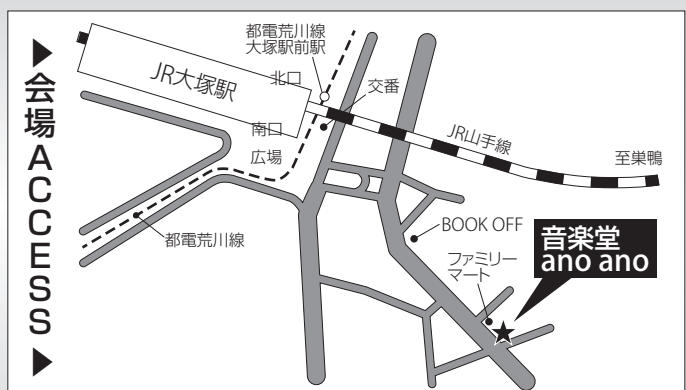 ▶会場ACCESS▶
都電荒川線
大塚駅前駅
JR大塚駅
北口
交番
南口
広場
JR山手線
至巣鴨
都電荒川線
BOOK OFF
音楽堂
ano ano
ファミリー
マート